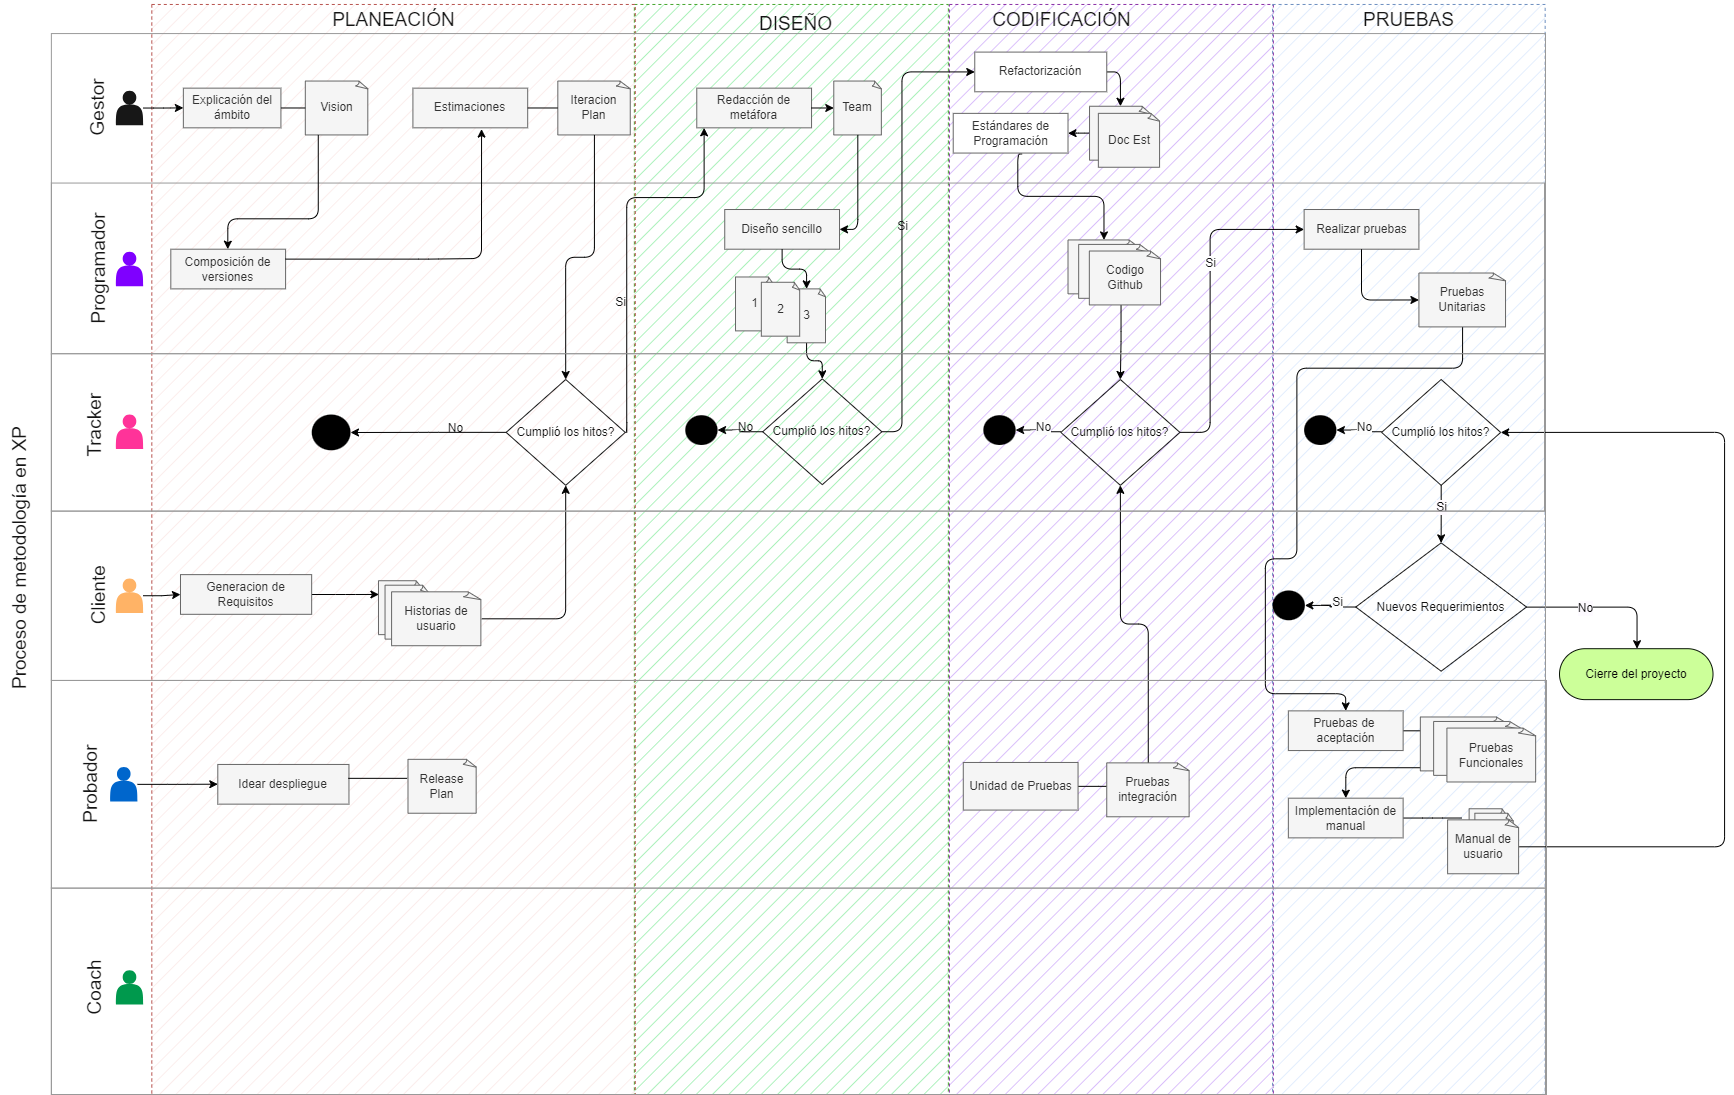 PLANEACIÓN
DISEÑO
CODIFICACIÓN
PRUEBAS
Proceso de metodología en XP
Gestor
Explicación del
ámbito
Vision
Estimaciones
Iteracion
Plan
Redacción de
metáfora
Team
Refactorización
Estándares de
Programación
Doc Est
Programador
Composición de
versiones
Si
Diseño sencillo
1
2
3
Si
Codigo
Github
Si
Realizar pruebas
Pruebas
Unitarias
Tracker
No
Cumplió los hitos?
No
Cumplió los hitos?
No
Cumplió los hitos?
No
Cumplió los hitos?
Si
Cliente
Generacion de
Requisitos
Historias de
usuario
Si
Nuevos Requerimientos
No
Cierre del proyecto
Probador
Idear despliegue
Release
Plan
Unidad de Pruebas
Pruebas
integración
Pruebas de
aceptación
Pruebas
Funcionales
Implementación de
manual
Manual de
usuario
Coach